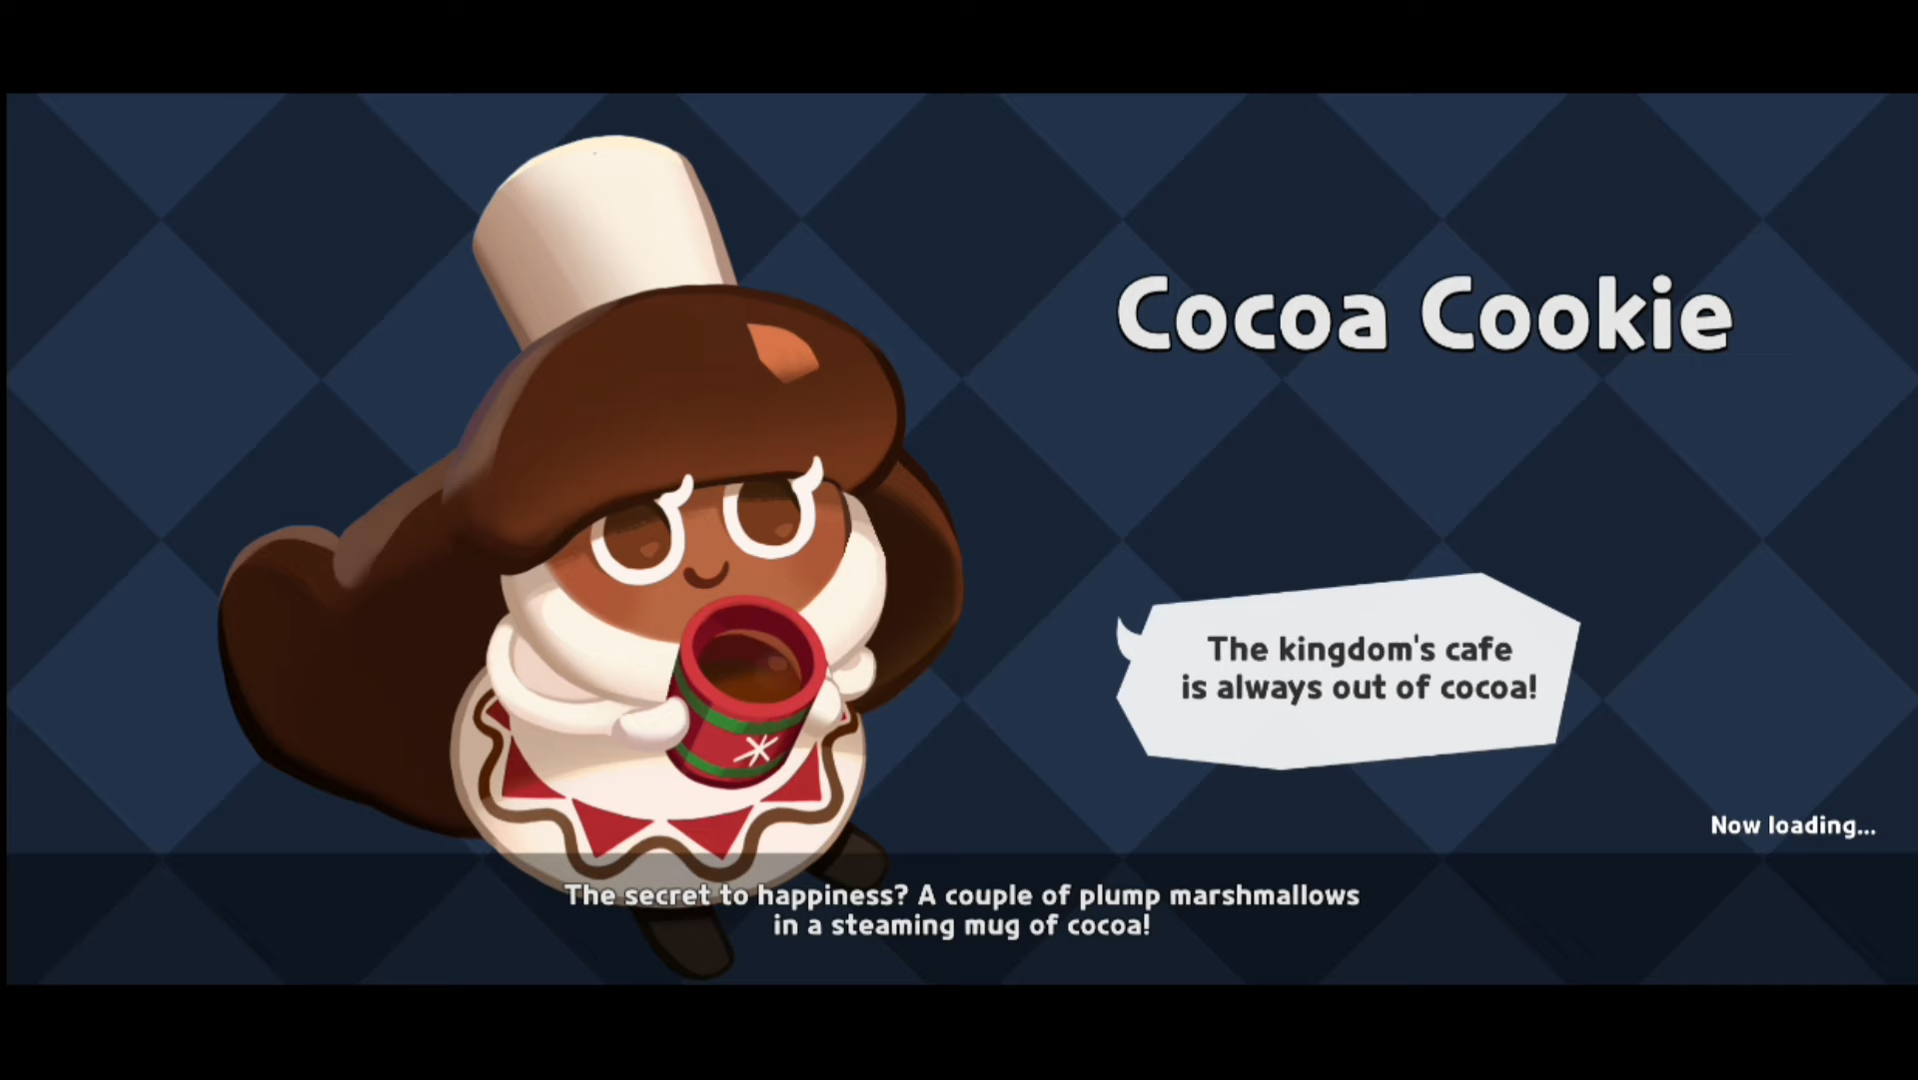 Cocoa Cookie
The kingdom's cafe
is always out of cocoa!
Now loading...
The secret to happiness? A couple of plump marshmallows
in a steaming mug of cocoa!